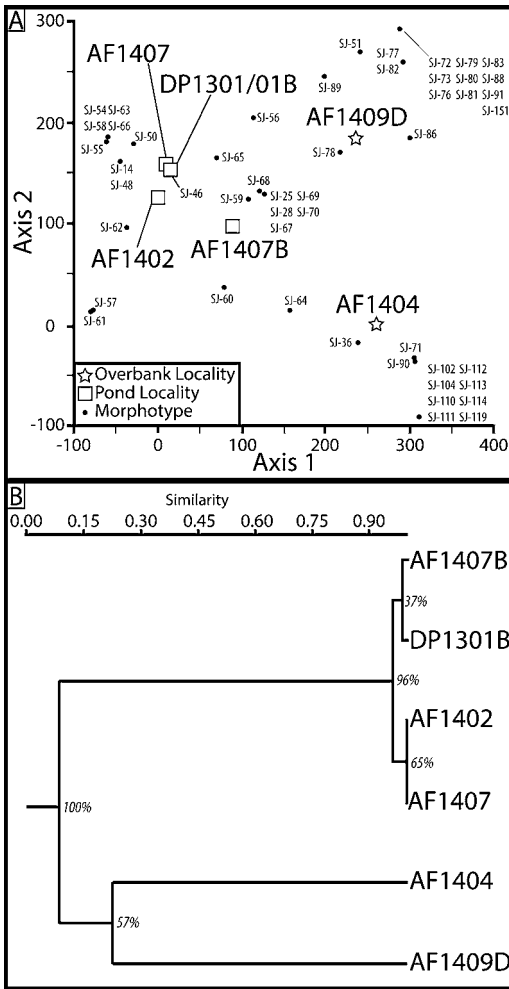 A
300
200
100
0
-100
Axis 2
AF1407
DP1301/01B
AF1409D
AF1402
AF1407B
AF1404
SJ-51
SJ-77
SJ-82
SJ-72 SJ-79 SJ-83
SJ-73 SJ-80 SJ-88
SJ-76 SJ-81 SJ-91
SJ-151
SJ-89
SJ-54 SJ-63
SJ-58 SJ-66
SJ-55
SJ-50
SJ-56
SJ-86
SJ-78
SJ-14
SJ-48
SJ-65
SJ-46
SJ-68
SJ-59
SJ-25 SJ-69
SJ-28 SJ-70
SJ-67
SJ-62
SJ-57
SJ-61
SJ-60
SJ-64
SJ-36
SJ-71
SJ-90
SJ-102 SJ-112
SJ-104 SJ-113
SJ-110 SJ-114
SJ-111 SJ-119
Overbank Locality
Pond Locality
Morphotype
-100 0 100 200 300 400
Axis 1
B
Similarity
0.00 0.15 0.30 0.45 0.60 0.75 0.90
AF1407B
37%
DP1301B
96%
AF1402
65%
AF1407
100%
AF1404
57%
AF1409D